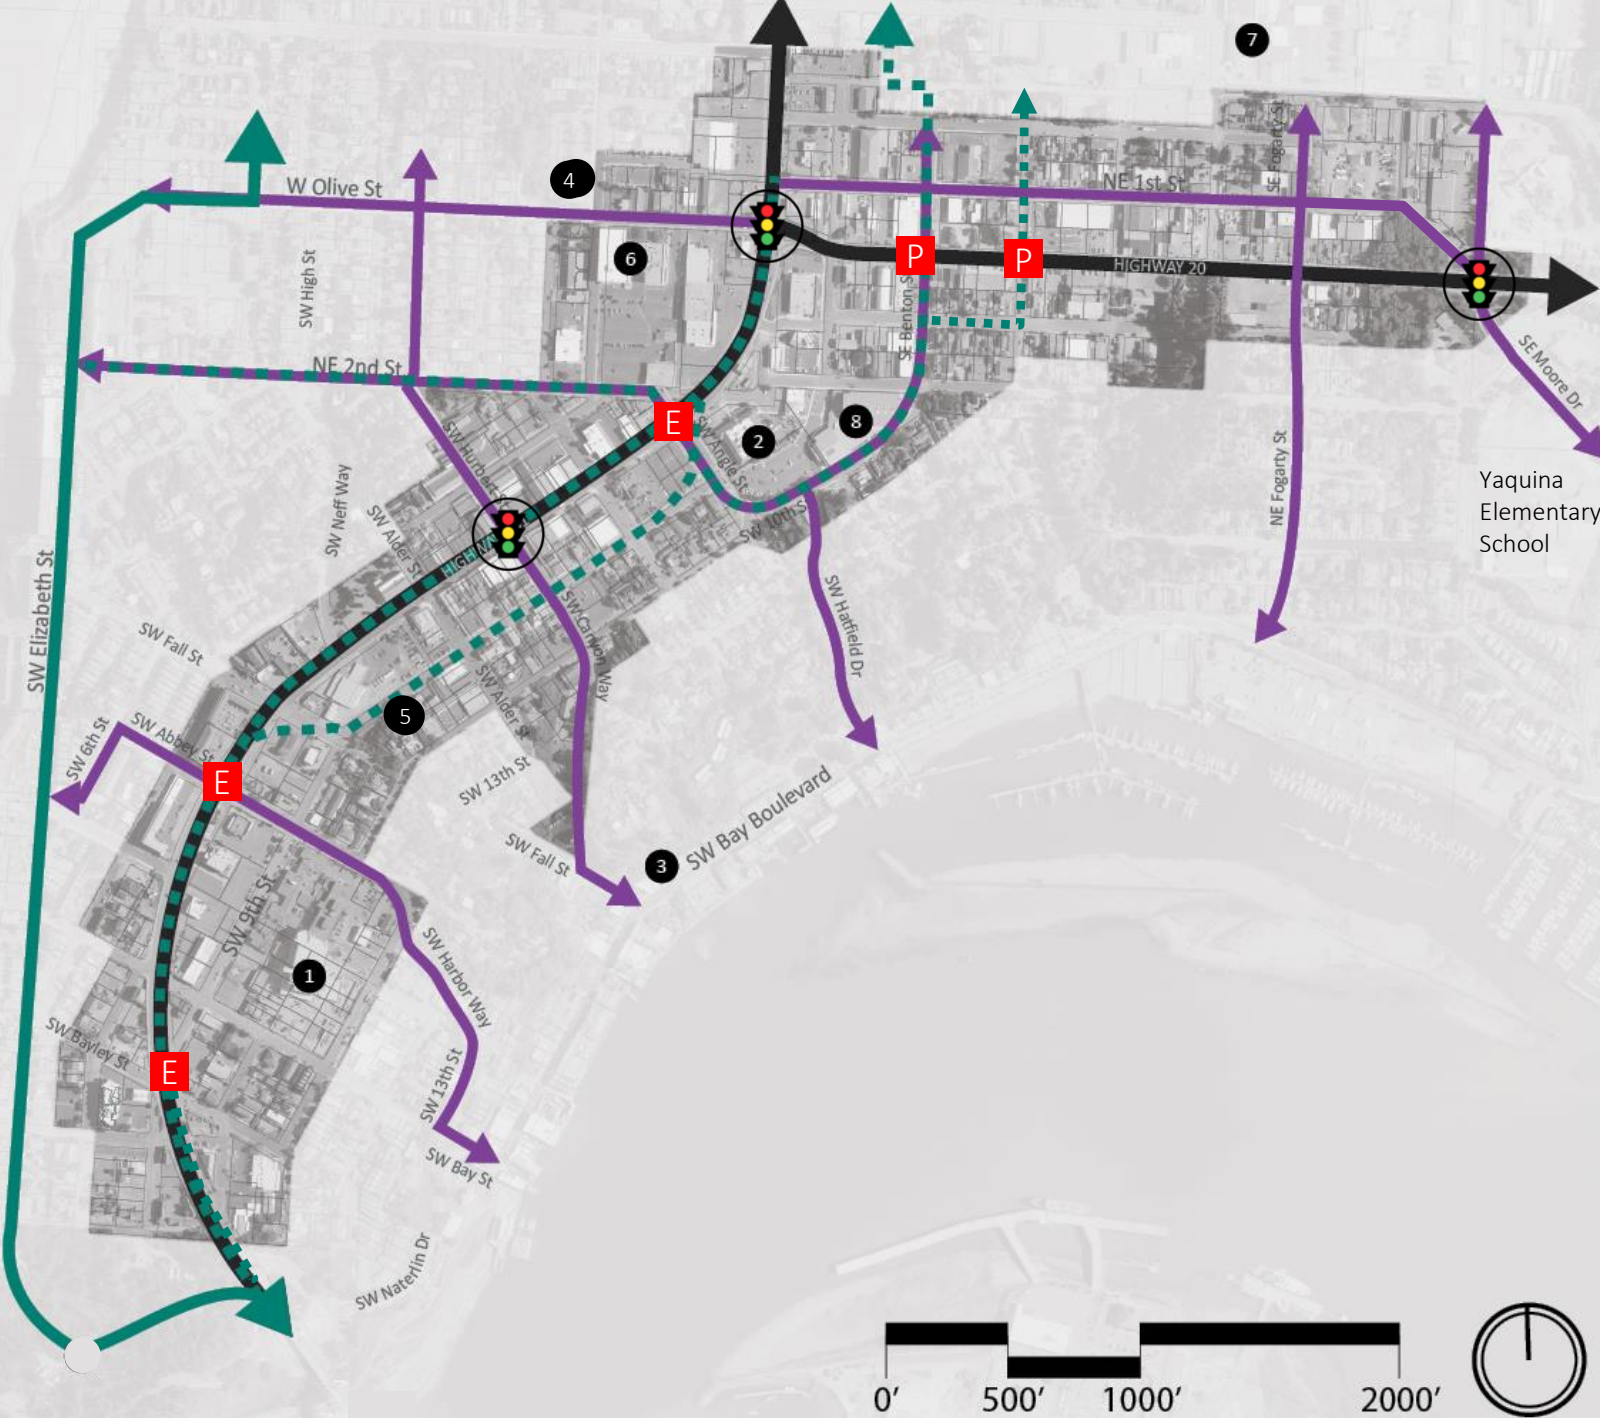 7
4
W Olive St
NE 1st St
SE Fogarty St
6
SW High St
P
P
HIGHWAY 20
SE Benton S
NE 2nd St
SE Moore Dr
E
SW Angle St
2
8
SW Hurbert
NE Fogarty St
Yaquina
Elementary
School
SW Neff Way
SW Alder St
SW 10th S
HIGHWA
SW Elizabeth St
SW Fall St
SW Canyon Way
SW Hatfield Dr
SW Alder St
5
SW 6th St
SW Abbey St
E
SW 13th St
SW Bay Boulevard
SW Fall St
3
SW 9th St
1
SW Harbor Way
SW Bayley St
E
SW 13th St
SW Bay St
SW Naterlin Dr
0' 500' 1000' 2000'